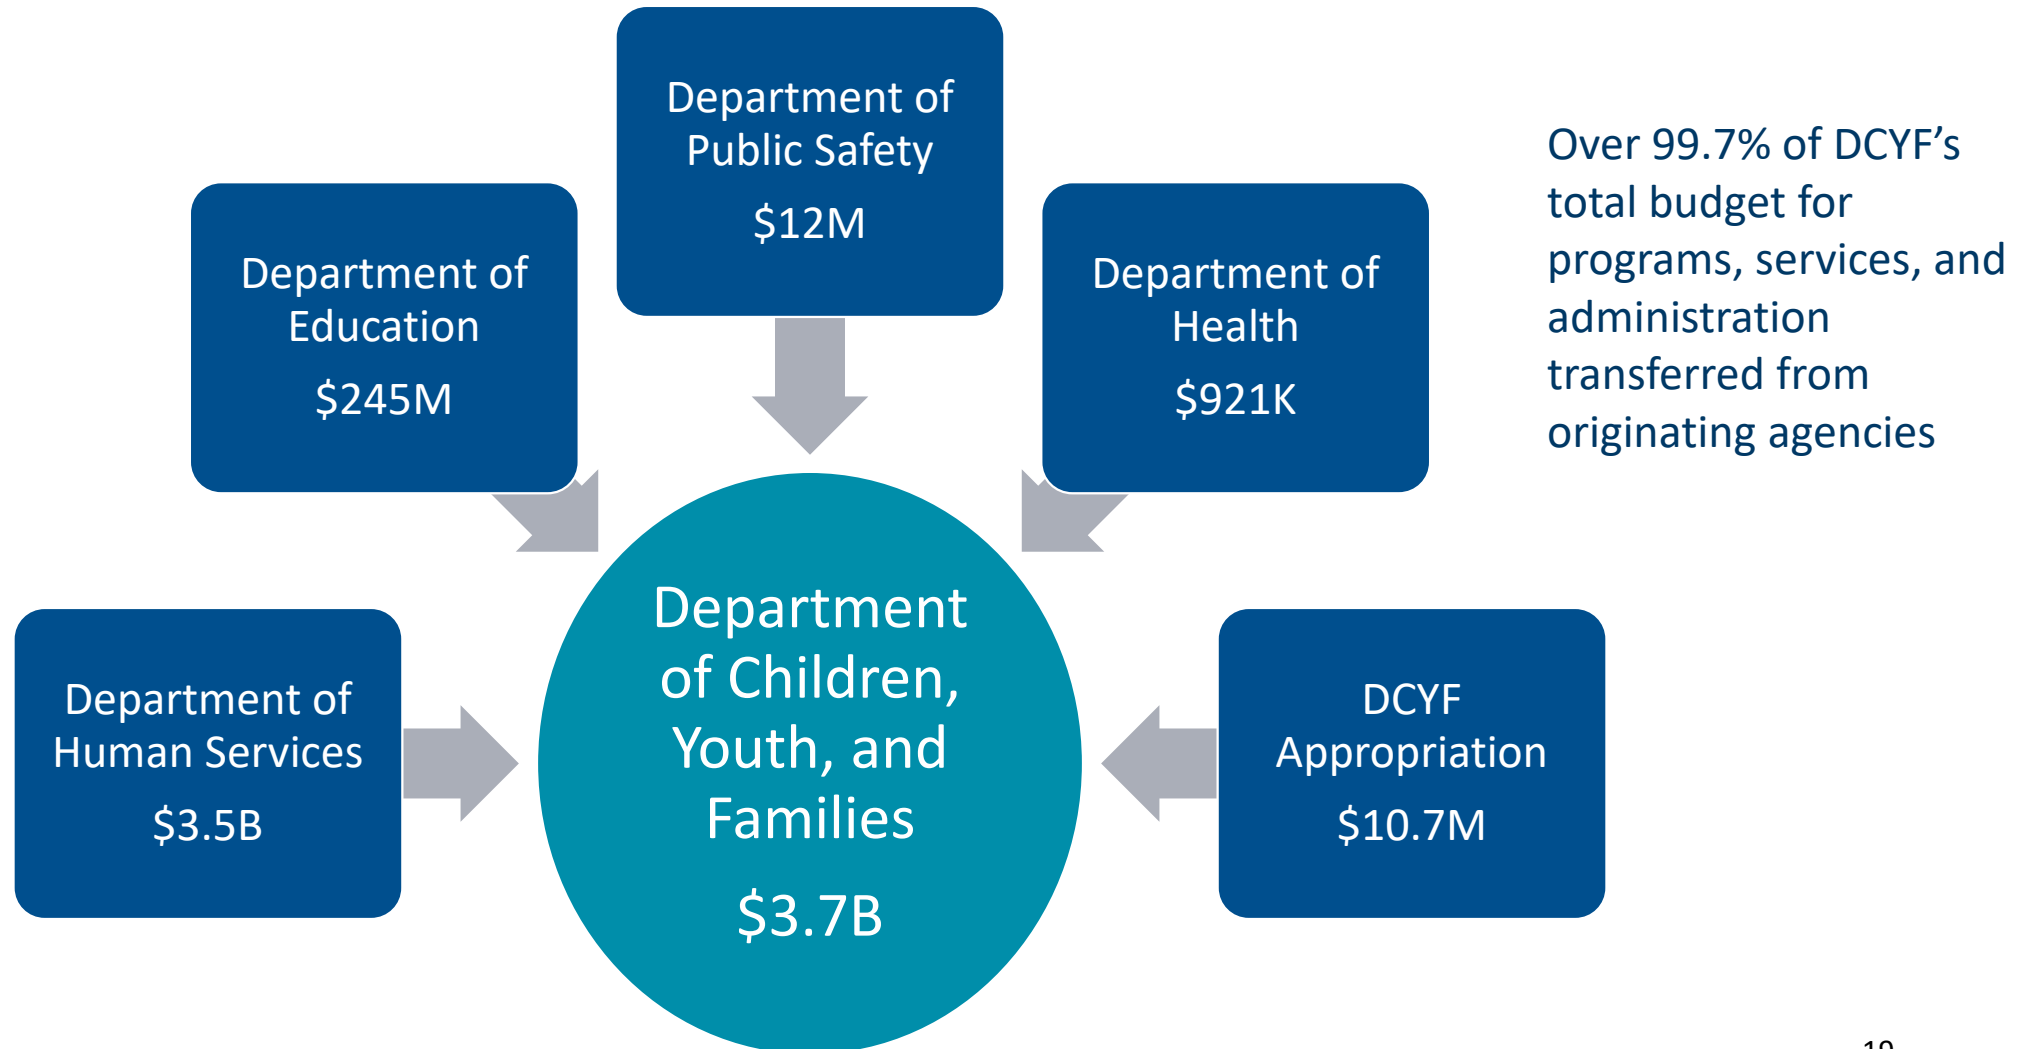 Department of
Public Safety
$12M
Department of
Education
$245M
Department of
Health
$921K
Over 99.7% of DCYF’s
total budget for
programs, services, and
administration
transferred from
originating agencies
Department of
Human Services
$3.5B
Department
of Children,
Youth, and
Families
$3.7B
DCYF
Appropriation
$10.7M